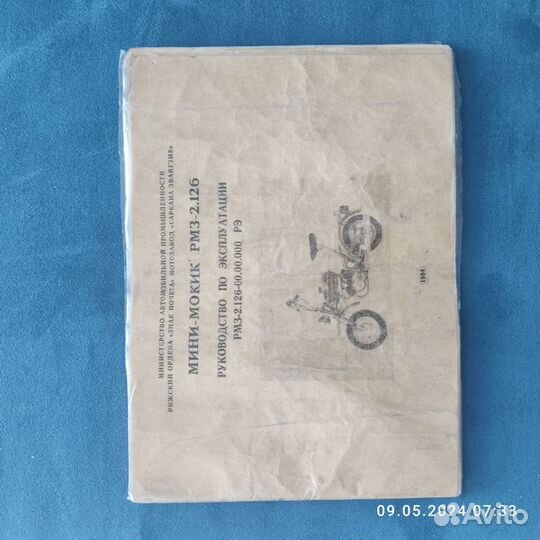 МИНИСТЕРСТВО АВТОМОБИЛЬНОЙ ПРОМЫШЛЕННОСТИ
РИЖСКИЙ ОРДЕНА «ЗНАК ПОЧЕТА» МОТОЗАВОД «САРКАНА ЗВАЙГЗНЕ»
МИНИ-МОКИК РМЗ-2.126
РУКОВОДСТВО ПО ЭКСПЛУАТАЦИИ
РМЗ-2.126-00.00.000 РЭ
1984
09.05.2024 07:33
Avito